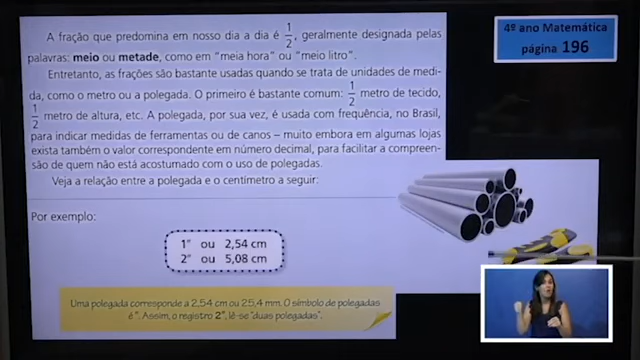 A fração que predomina em nosso dia a dia é 1/2, geralmente designada pelas
palavras: meio ou metade, como em "meia hora" ou "meio litro".
Entretanto, as frações são bastante usadas quando se trata de unidades de medi-
da, como o metro ou a polegada. O primeiro é bastante comum: 1/2 metro de tecido,
1/2 metro de altura, etc. A polegada, por sua vez, é usada com frequência, no Brasil,
para indicar medidas de ferramentas ou de canos – muito embora em algumas lojas
exista também o valor correspondente em número decimal, para facilitar a compreen-
são de quem não está acostumado com o uso de polegadas.
Veja a relação entre a polegada e o centímetro a seguir:
Por exemplo:
1" ou 2,54 cm
2" ou 5,08 cm
Uma polegada corresponde a 2,54 cm ou 25,4 mm. O símbolo de polegadas
é ". Assim, o registro 2", lê-se "duas polegadas".
4º ano Matemática
página 196